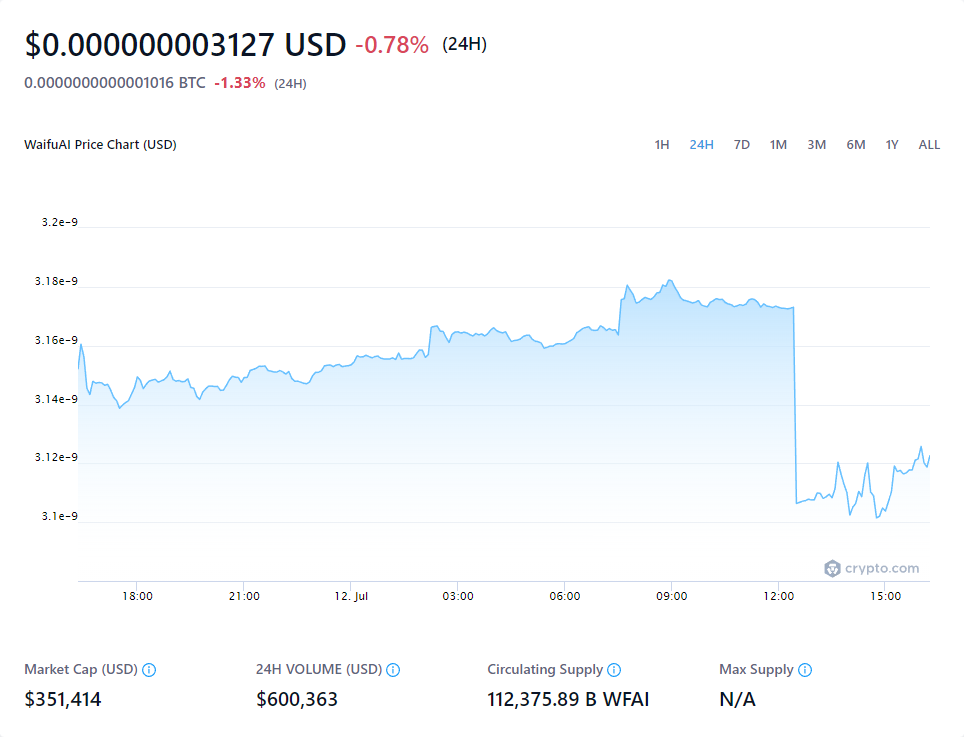 $0.000000003127 USD -0.78% (24H)
0.0000000000001016 BTC -1.33% (24H)
WaifuAI Price Chart (USD) 1H 24H 7D 1M 3M 6M 1Y ALL
3.2e-9
3.18e-9
3.16e-9
3.14e-9
3.12e-9
3.1e-9
crypto.com
18:00 21:00 12. Jul 03:00 06:00 09:00 12:00 15:00
Market Cap (USD) 24H VOLUME (USD) Circulating Supply Max Supply
$351,414 $600,363 112,375.89 B WFAI N/A